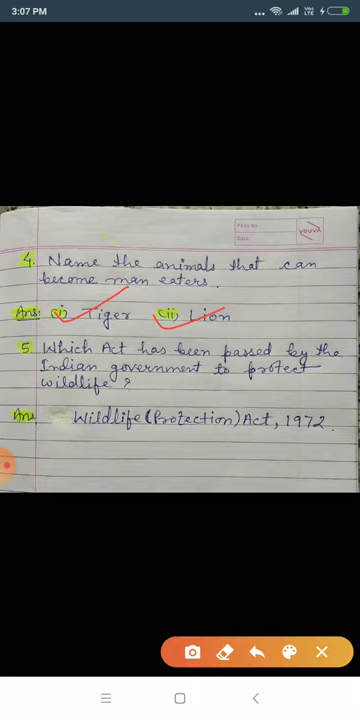 3:07 PM
... Vo) LTE
Page No.
Date:
YOUVA
4. Name the animals that can
become man eaters.
Ans: (i) Tiger (ii) Lion
5. Which Act has been passed by the
Indian government to protect
wildlife ?
Ans Wildlife (Protection) Act, 1972.